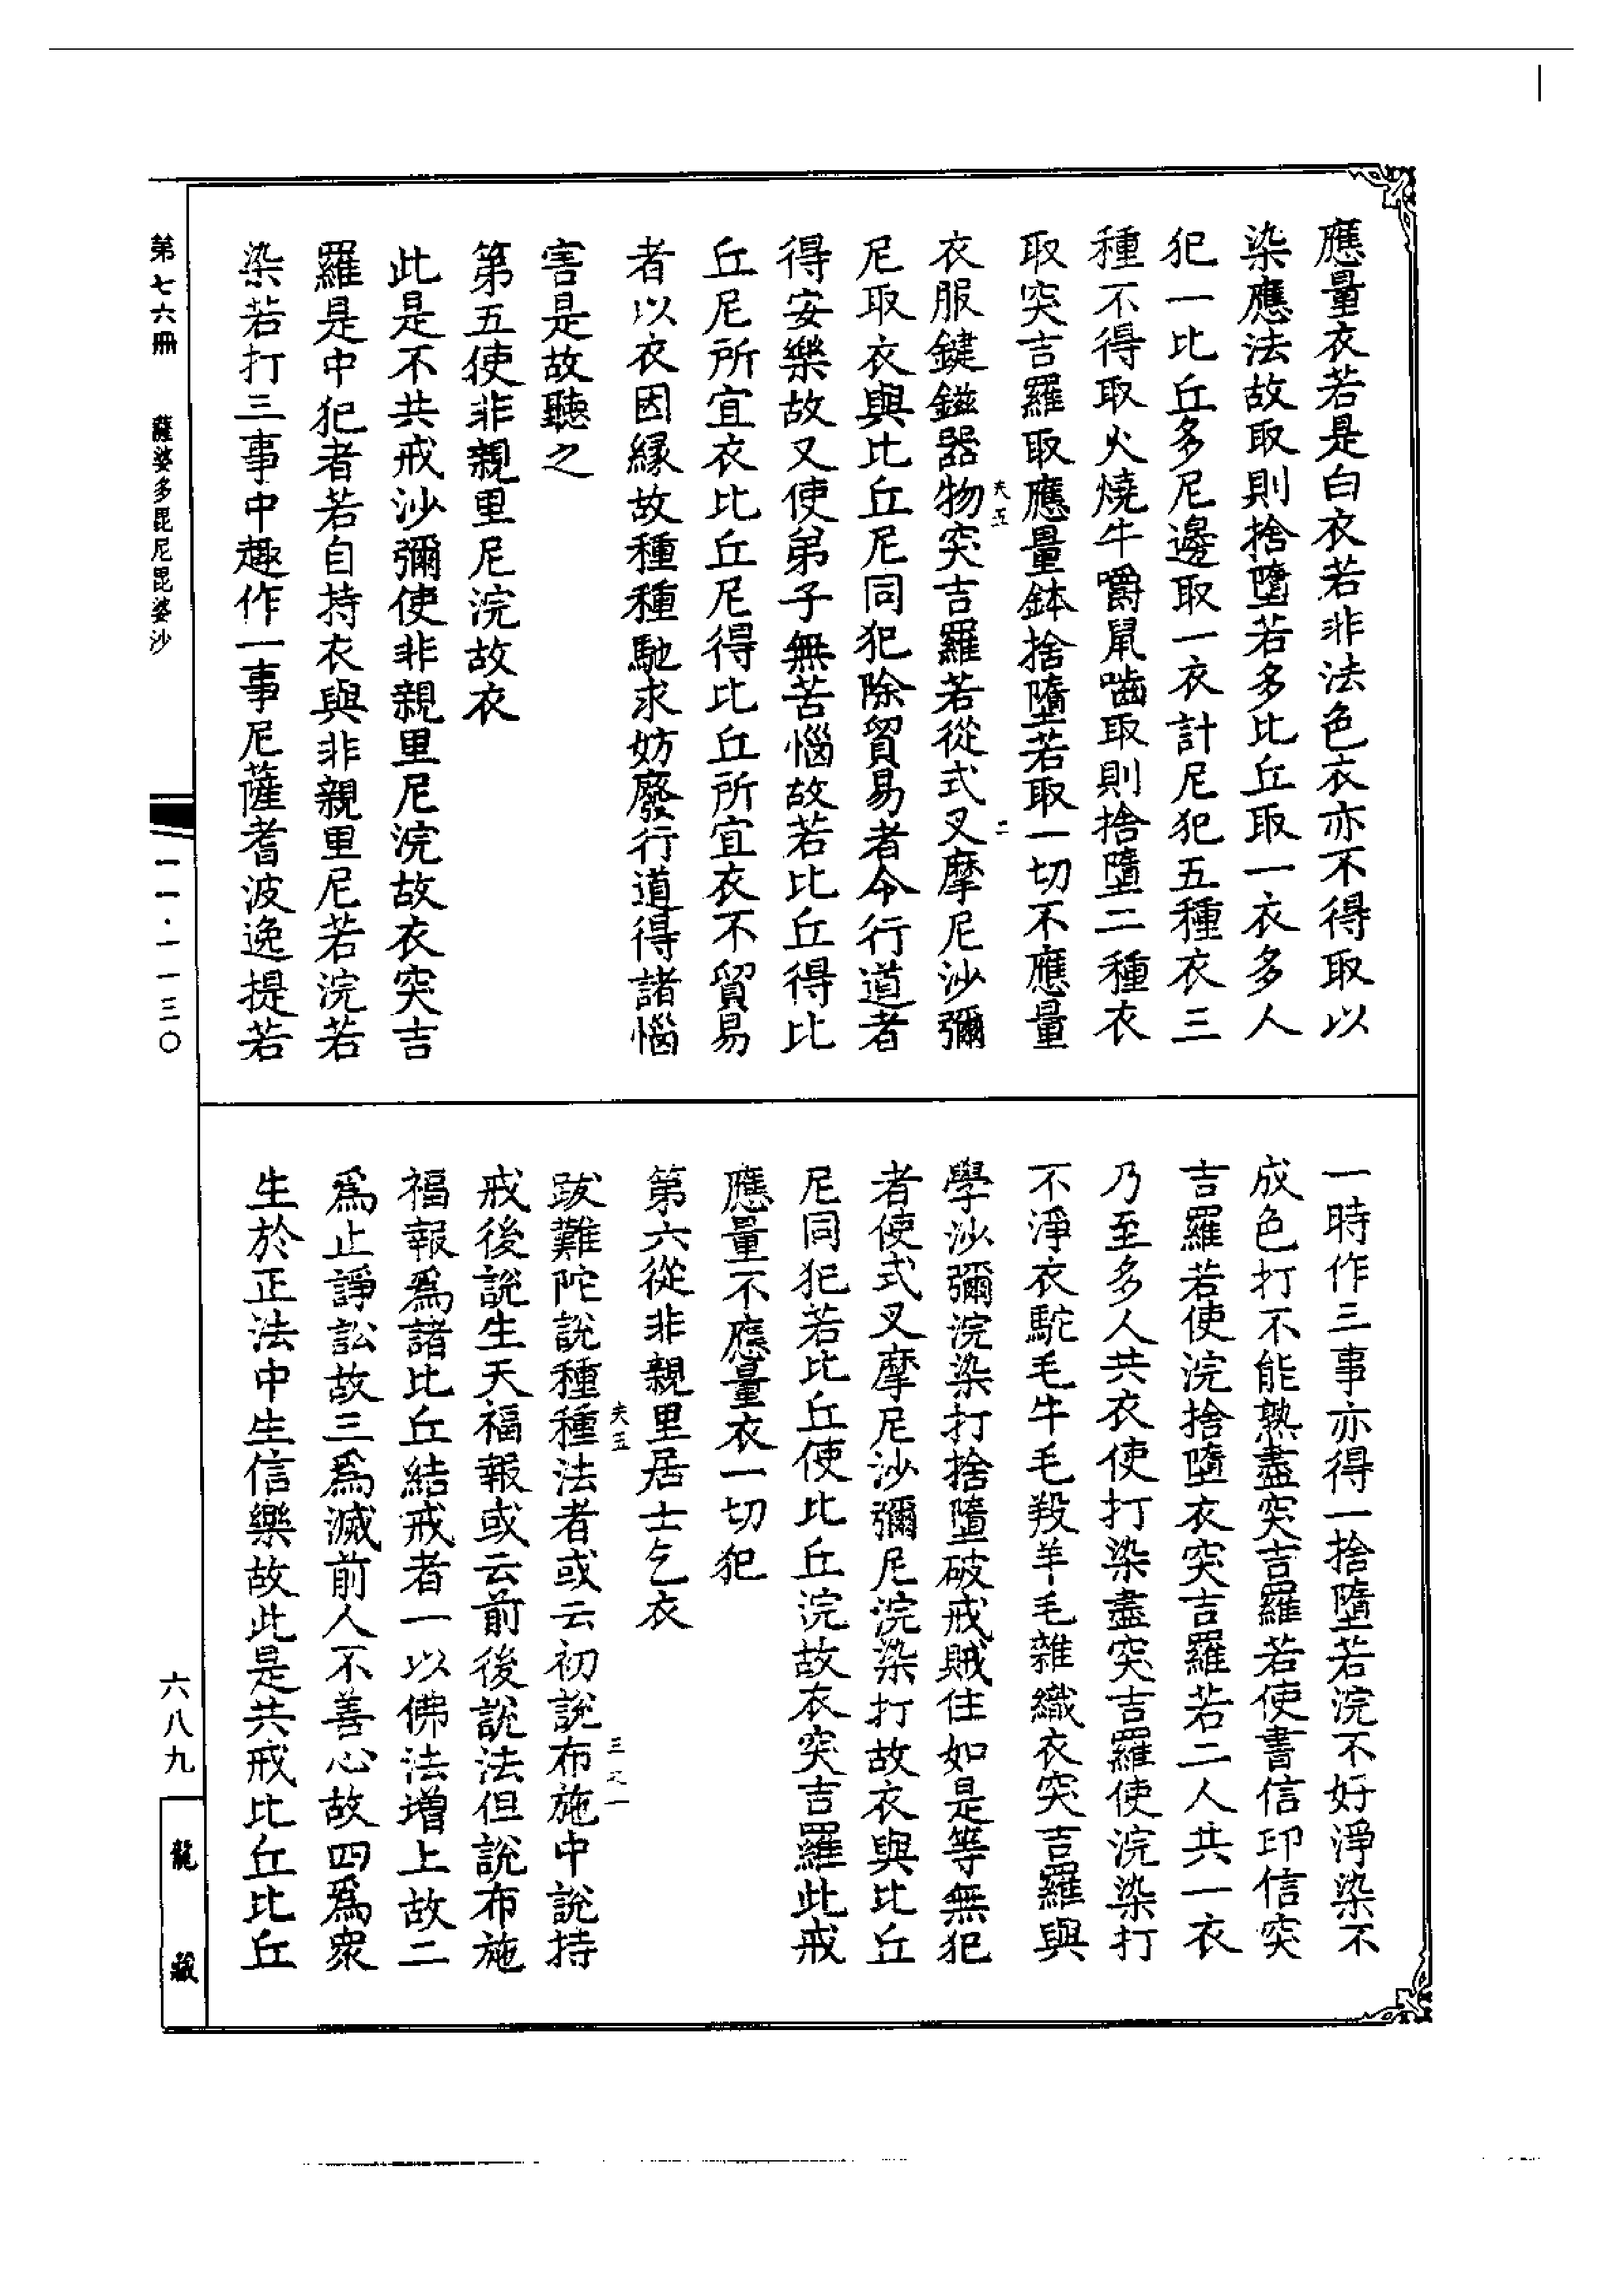 應量衣若是白衣若非法色衣亦不得取以
染應法故取則捨墮若多比丘取一衣多人
犯一比丘多尼邊取一衣計尼犯五種衣三
種不得取火燒牛嚼鼠嚙取則捨墮二種衣
取突吉羅取應量鉢捨墮若取一切不應量
夫五
二
衣服鍵鎡器物突吉羅若從式叉摩尼沙彌
尼取衣與比丘尼同犯除貿易者令行道者
得安樂故又使弟子無苦惱故若比丘得比
丘尼所宜衣比丘尼得比丘所宜衣不貿易
者以衣因緣故種種馳求妨廢行道得諸惱
害是故聽之
第五使非親里尼浣故衣
此是不共戒沙彌使非親里尼浣故衣突吉
羅是中犯者若自持衣與非親里尼若浣若
染若打三事中趣作一事尼薩耆波逸提若
一時作三事亦得一捨墮若浣不好淨染不
成色打不能熟盡突吉羅若使書信印信突
吉羅若使浣捨墮衣突吉羅若二人共一衣
乃至多人共衣使打染盡突吉羅使浣染打
不淨衣駝毛牛毛羖羊毛雜織衣突吉羅與
學沙彌浣染打捨墮破戒賊住如是等無犯
者使式叉摩尼沙彌尼浣染打故衣與比丘
尼同犯若比丘使比丘浣故衣突吉羅此戒
應量不應量衣一切犯
第六從非親里居士乞衣
夫五
三之一
跋難陀說種種法者或云初說布施中說持
戒後說生天福報或云前後說法但說布施
福報爲諸比丘結戒者一以佛法增上故二
爲止諍訟故三爲滅前人不善心故四爲衆
生於正法中生信樂故此是共戒比丘比丘
第七六冊
薩婆多毘尼毘婆沙
一一·一一三〇
六八九
龍藏